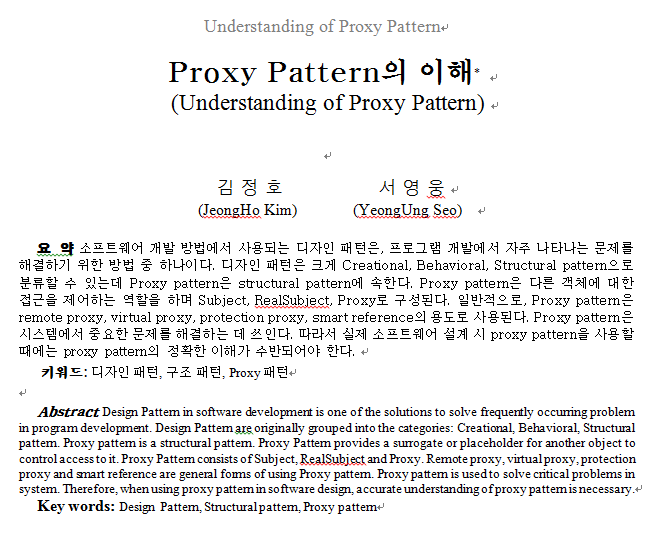 Understanding of Proxy Pattern
Proxy Pattern의 이해*
(Understanding of Proxy Pattern)
김 정 호 서 영 웅
(JeongHo Kim) (YeongUng Seo)
요 약 소프트웨어 개발 방법에서 사용되는 디자인 패턴은, 프로그램 개발에서 자주 나타나는 문제를
해결하기 위한 방법 중 하나이다. 디자인 패턴은 크게 Creational, Behavioral, Structural pattern으로
분류할 수 있는데 Proxy pattern은 structural pattern에 속한다. Proxy pattern은 다른 객체에 대한
접근을 제어하는 역할을 하며 Subject, RealSubject, Proxy로 구성된다. 일반적으로, Proxy pattern은
remote proxy, virtual proxy, protection proxy, smart reference의 용도로 사용된다. Proxy pattern은
시스템에서 중요한 문제를 해결하는 데 쓰인다. 따라서 실제 소프트웨어 설계 시 proxy pattern을 사용할
때에는 proxy pattern의 정확한 이해가 수반되어야 한다.
키워드: 디자인 패턴, 구조 패턴, Proxy 패턴
Abstract Design Pattern in software development is one of the solutions to solve frequently occurring problem
in program development. Design Pattern are originally grouped into the categories: Creational, Behavioral, Structural
pattern. Proxy pattern is a structural pattern. Proxy Pattern provides a surrogate or placeholder for another object to
control access to it. Proxy Pattern consists of Subject, RealSubject and Proxy. Remote proxy, virtual proxy, protection
proxy and smart reference are general forms of using Proxy pattern. Proxy pattern is used to solve critical problems in
system. Therefore, when using proxy pattern in software design, accurate understanding of proxy pattern is necessary.
Key words: Design Pattern, Structural pattern, Proxy pattern